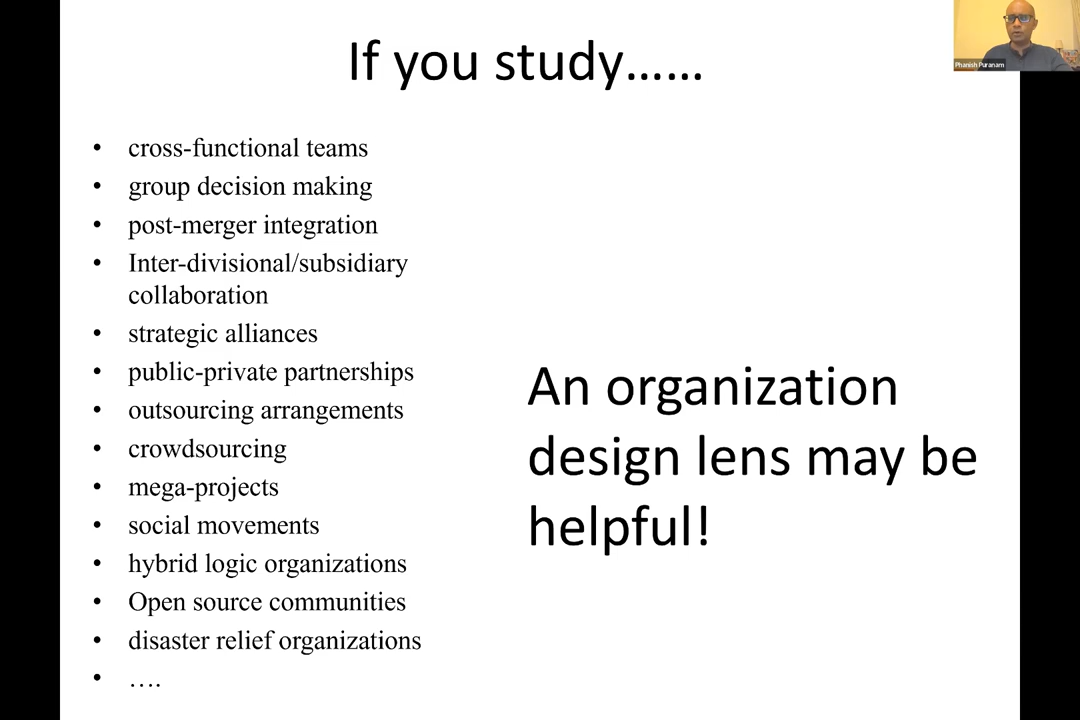 If you study……
Phanish Puranam
• cross-functional teams
• group decision making
• post-merger integration
• Inter-divisional/subsidiary
collaboration
• strategic alliances
• public-private partnerships
• outsourcing arrangements
• crowdsourcing
• mega-projects
• social movements
• hybrid logic organizations
• Open source communities
• disaster relief organizations
• ….
An organization
design lens may be
helpful!